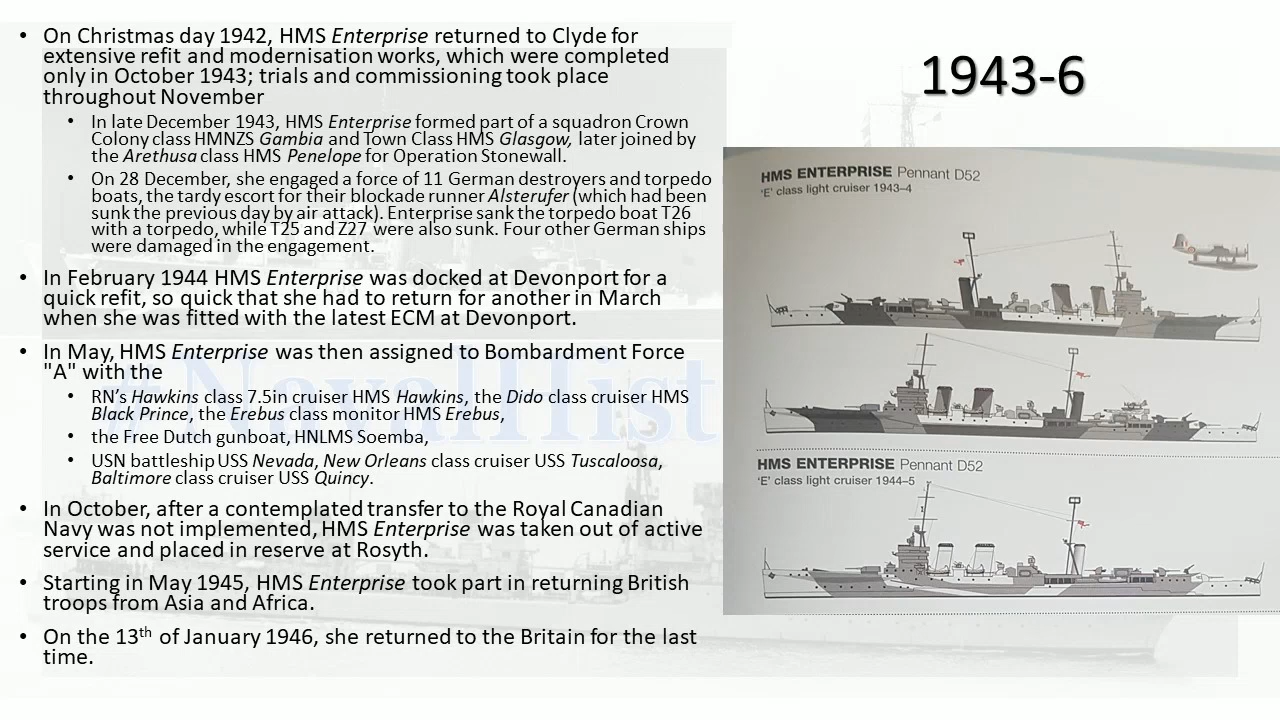 1943-6
• On Christmas day 1942, HMS Enterprise returned to Clyde for
extensive refit and modernisation works, which were completed
only in October 1943; trials and commissioning took place
throughout November
• In late December 1943, HMS Enterprise formed part of a squadron Crown
Colony class HMNZS Gambia and Town Class HMS Glasgow, later joined by
the Arethusa class HMS Penelope for Operation Stonewall.
• On 28 December, she engaged a force of 11 German destroyers and torpedo
boats, the tardy escort for their blockade runner Alsterufer (which had been
sunk the previous day by air attack). Enterprise sank the torpedo boat T26
with a torpedo, while T25 and Z27 were also sunk. Four other German ships
were damaged in the engagement.
• In February 1944 HMS Enterprise was docked at Devonport for a
quick refit, so quick that she had to return for another in March
when she was fitted with the latest ECM at Devonport.
• In May, HMS Enterprise was then assigned to Bombardment Force
"A" with the
• RN’s Hawkins class 7.5in cruiser HMS Hawkins, the Dido class cruiser HMS
Black Prince, the Erebus class monitor HMS Erebus,
• the Free Dutch gunboat, HNLMS Soemba,
• USN battleship USS Nevada, New Orleans class cruiser USS Tuscaloosa,
Baltimore class cruiser USS Quincy.
• In October, after a contemplated transfer to the Royal Canadian
Navy was not implemented, HMS Enterprise was taken out of active
service and placed in reserve at Rosyth.
• Starting in May 1945, HMS Enterprise took part in returning British
troops from Asia and Africa.
• On the 13th of January 1946, she returned to the Britain for the last
time.
#NavalHist
HMS ENTERPRISE Pennant D52
'E' class light cruiser 1943–4
HMS ENTERPRISE Pennant D52
'E' class light cruiser 1944–5